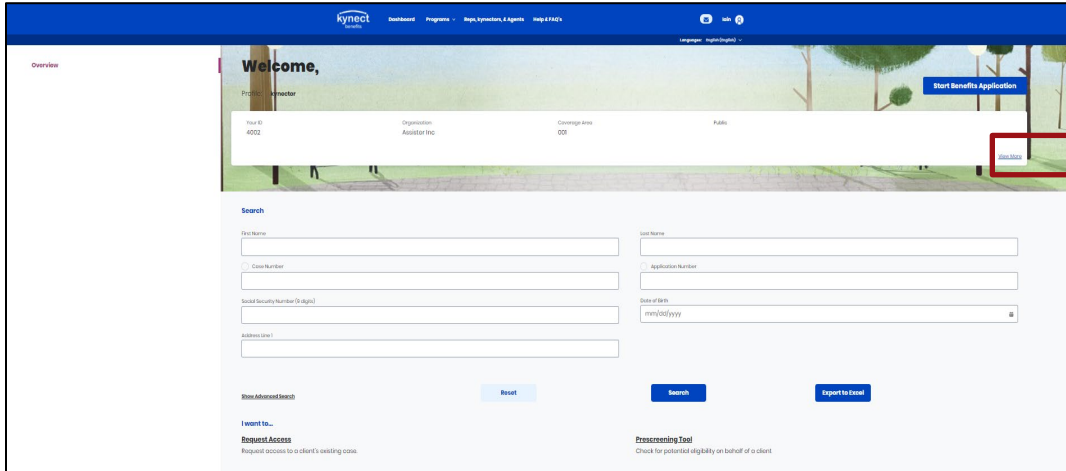 kynect
benefits
Dashboard Programs Reps, kynectors, & Agents Help & FAQ's
Languages: English (English)
Overview
Welcome,
Profile: kynector
Start Benefits Application
Your ID
4002
Organization
Assister Inc
Coverage Area
001
Public
View More
Search
First Name
Last Name
Case Number
Application Number
Social Security Number (9 digits)
Date of Birth
mm/dd/yyyy
Address Line 1
Show Advanced Search
Reset
Search
Export to Excel
I want to...
Request Access
Request access to a client's existing case.
Prescreening Tool
Check for potential eligibility on behalf of a client